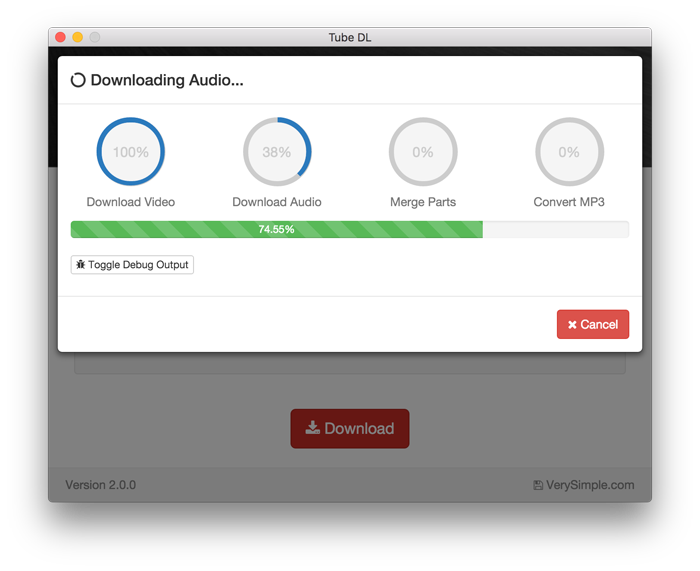 Tube DL
Downloading Audio...
100% 38% 0% 0%
Download Video Download Audio Merge Parts Convert MP3
74.55%
Toggle Debug Output
Cancel
Download
Version 2.0.0 VerySimple.com